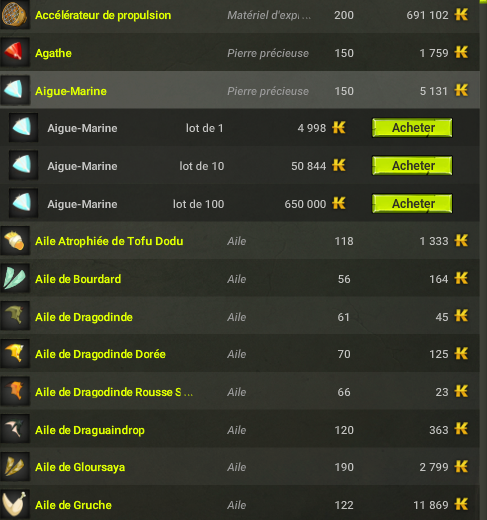 Accélérateur de propulsion Matériel d'expl ... 200 691 102
Agathe Pierre précieuse 150 1 759
Aigue-Marine Pierre précieuse 150 5 131
Aigue-Marine lot de 1 4 998 Acheter
Aigue-Marine lot de 10 50 844 Acheter
Aigue-Marine lot de 100 650 000 Acheter
Aile Atrophiée de Tofu Dodu Aile 118 1 333
Aile de Bourdard Aile 56 164
Aile de Dragodinde Aile 61 45
Aile de Dragodinde Dorée Aile 70 125
Aile de Dragodinde Rousse S ... Aile 66 23
Aile de Draguaindrop Aile 120 363
Aile de Gloursaya Aile 190 2 799
Aile de Gruche Aile 122 11 869